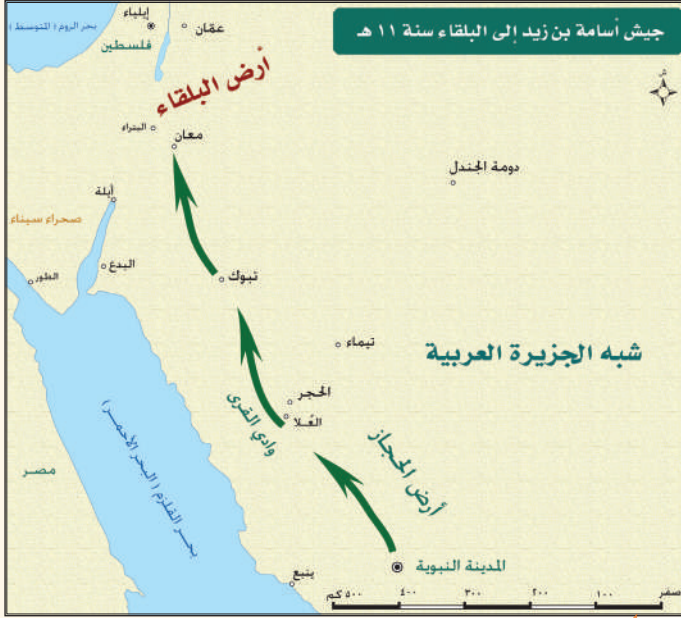 جيش أسامة بن زيد إلى البلقاء سنة ١١ هـ
بحر الروم ( المتوسط )
إيلياء
عمّان
فلسطين
أرض البلقاء
ش
البتراء
معان
دومة الجندل
أيلة
صحراء سيناء
الطور
البدع
تبوك
تيماء
شبه الجزيرة العربية
الحجر
العُلا
وادي القرى
أرض الحجاز
بحر القلزم ( البحر الأحمر )
مصر
المدينة النبوية
ينبع
صفر ١٠٠ ٢٠٠ ٣٠٠ ٤٠٠ ٥٠٠ كم